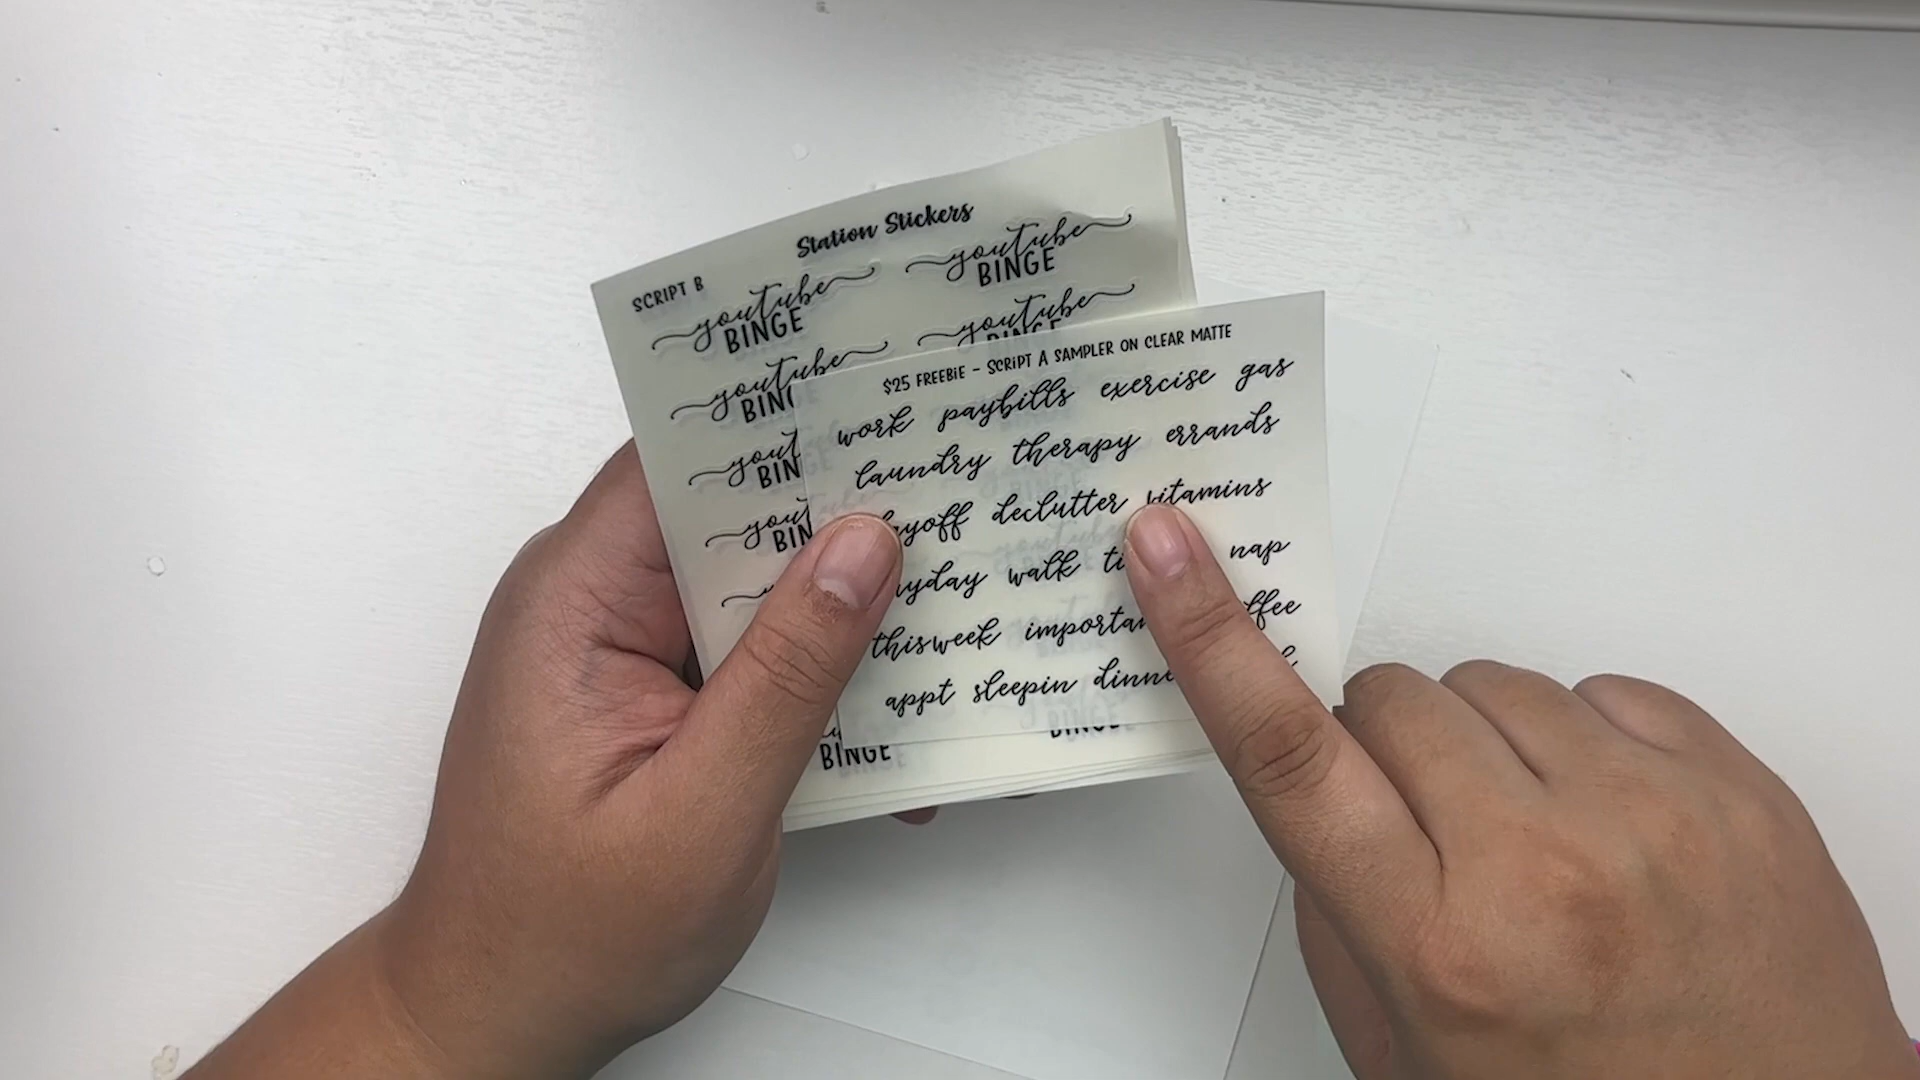 Station Stickers
SCRIPT B
youtube youtube
BINGE BINGE
youtube youtube
BINGE
$25 FREEBIE - SCRIPT A SAMPLER ON CLEAR MATTE
work paybills exercise gas
laundry therapy errands
declutter vitamins
walk nap
thisweek
appt sleepin
BINGE BINGE